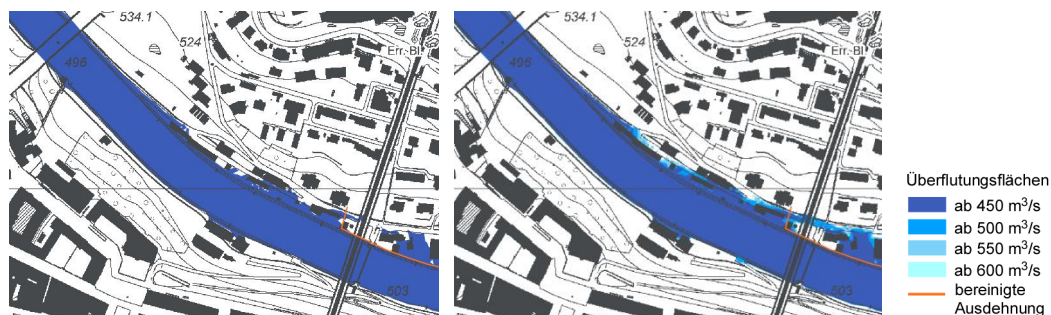 534.1
524
Err.-Bl.
496
503
534.1
524
Err.-Bl.
496
503
Überflutungsflächen
ab 450 m³/s
ab 500 m³/s
ab 550 m³/s
ab 600 m³/s
bereinigte
Ausdehnung